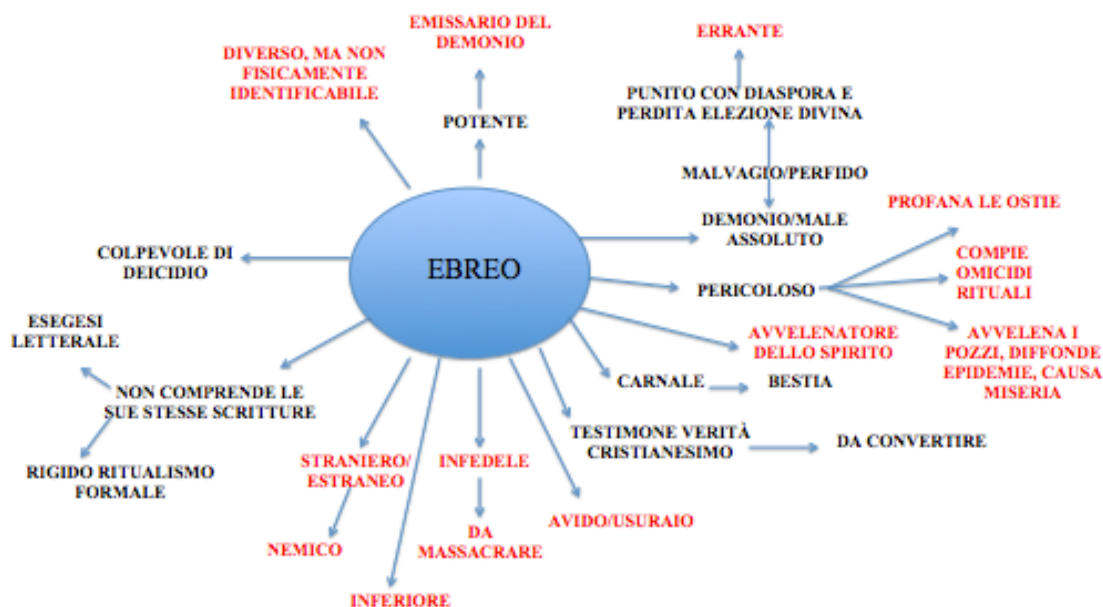 EMISSARIO DEL
DEMONIO
ERRANTE
DIVERSO, MA NON
FISICAMENTE
IDENTIFICABILE
PUNITO CON DIASPORA E
PERDITA ELEZIONE DIVINA
POTENTE
MALVAGIO/PERFIDO
PROFANA LE OSTIE
DEMONIO/MALE
ASSOLUTO
COLPEVOLE DI
DEICIDIO
EBREO
COMPIE
OMICIDI
RITUALI
PERICOLOSO
ESEGESI
LETTERALE
AVVELENATORE
DELLO SPIRITO
AVVELENA I
POZZI, DIFFONDE
EPIDEMIE, CAUSA
MISERIA
CARNALE
BESTIA
NON COMPRENDE LE
SUE STESSE SCRITTURE
TESTIMONE VERITÀ
CRISTIANESIMO
DA CONVERTIRE
RIGIDO RITUALISMO
FORMALE
STRANIERO/
ESTRANEO
INFEDELE
AVIDO/USURAIO
NEMICO
DA
MASSACRARE
INFERIORE